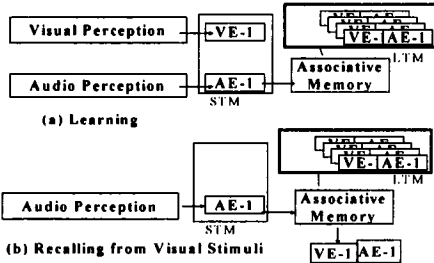 Visual Perception
VE-1
VE- AE-1
LTM
Audio Perception
AE-1
Associative
Memory
STM
(a) Learning
VE- AE-1
LTM
Audio Perception
AE-1
Associative
Memory
STM
(b) Recalling from Visual Stimuli
VE-1 AE-1